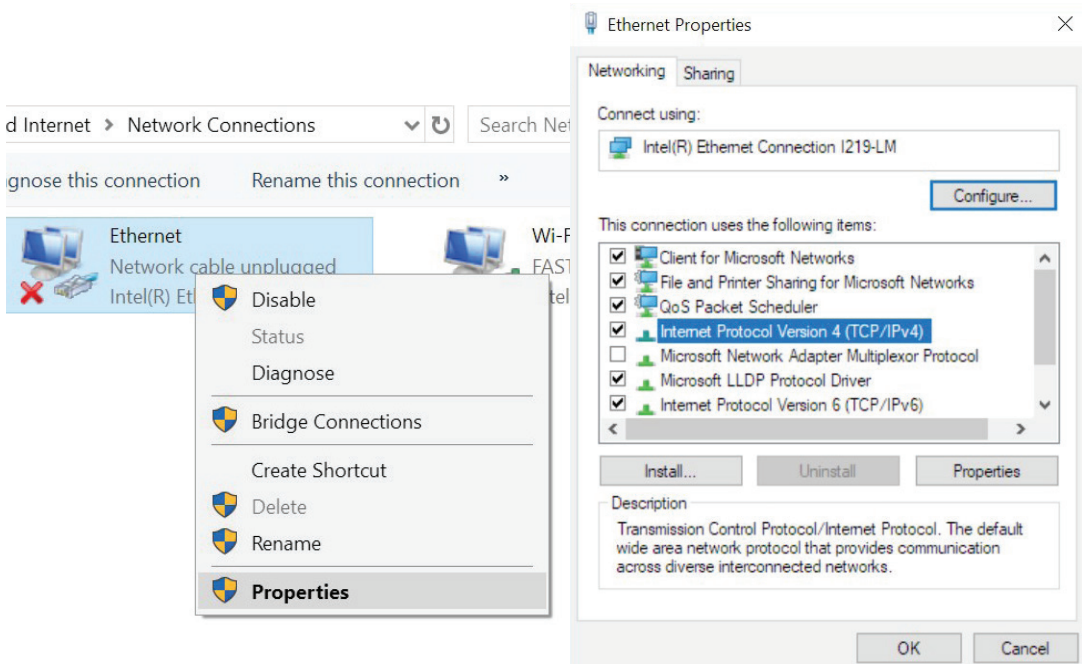 d Internet > Network Connections
Search Net
gnose this connection
Rename this connection
»
Ethernet
Network cable unplugged
Intel(R) Et
Wi-F
FAST
tel
Disable
Status
Diagnose
Bridge Connections
Create Shortcut
Delete
Rename
Properties
Ethernet Properties
Networking
Sharing
Connect using:
Intel(R) Ethernet Connection I219-LM
Configure...
This connection uses the following items:
Client for Microsoft Networks
File and Printer Sharing for Microsoft Networks
QoS Packet Scheduler
Internet Protocol Version 4 (TCP/IPv4)
Microsoft Network Adapter Multiplexor Protocol
Microsoft LLDP Protocol Driver
Internet Protocol Version 6 (TCP/IPv6)
Install...
Uninstall
Properties
Description
Transmission Control Protocol/Internet Protocol. The default
wide area network protocol that provides communication
across diverse interconnected networks.
OK
Cancel